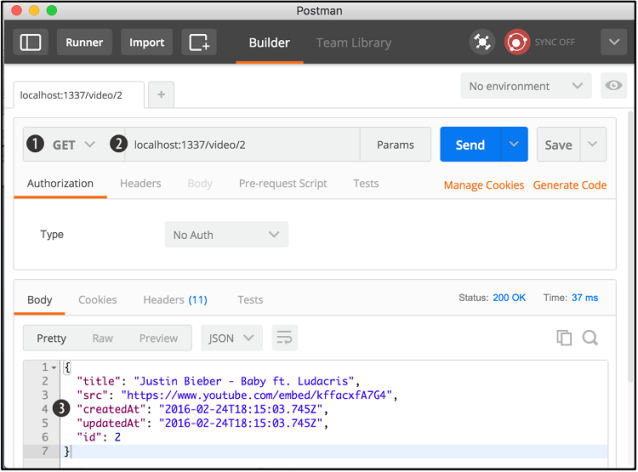 Postman
Runner Import Builder Team Library SYNC OFF
localhost:1337/video/2 + No environment
1 GET 2 localhost:1337/video/2 Params Send Save
Authorization Headers Body Pre-request Script Tests Manage Cookies Generate Code
Type No Auth
Body Cookies Headers (11) Tests Status: 200 OK Time: 37 ms
Pretty Raw Preview JSON
1 {
2 "title": "Justin Bieber - Baby ft. Ludacris",
3 "src": "https://www.youtube.com/embed/kffacxfA7G4",
4 3 "createdAt": "2016-02-24T18:15:03.745Z",
5 "updatedAt": "2016-02-24T18:15:03.745Z",
6 "id": 2
7 }